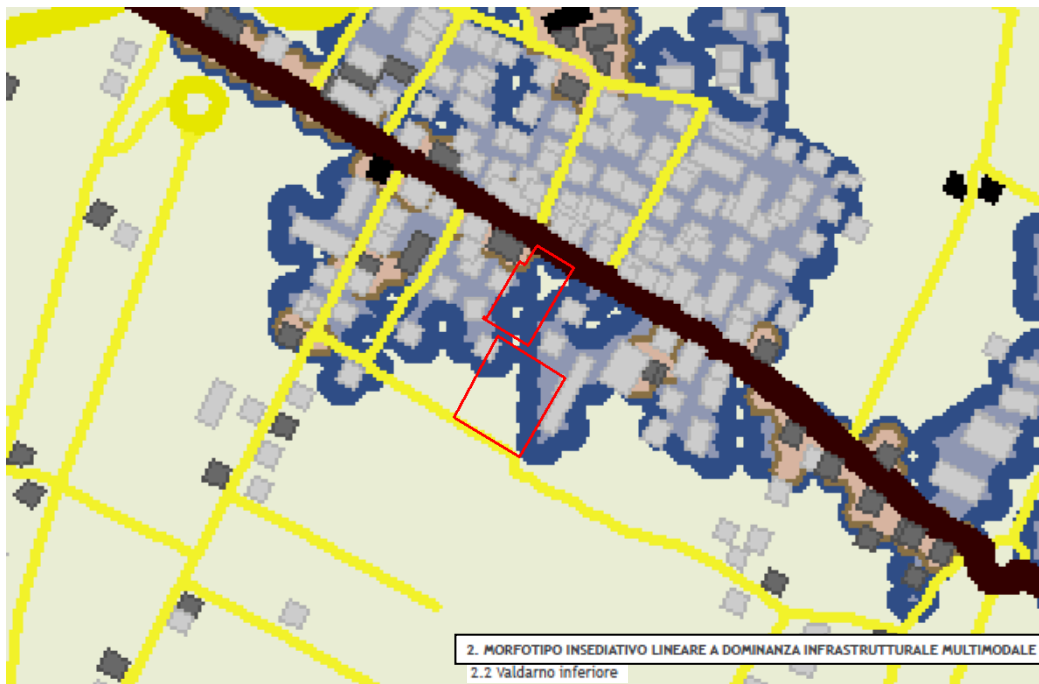 2. MORFOTIPO INSEDIATIVO LINEARE A DOMINANZA INFRASTRUTTURALE MULTIMODALE
2.2 Valdarno inferiore